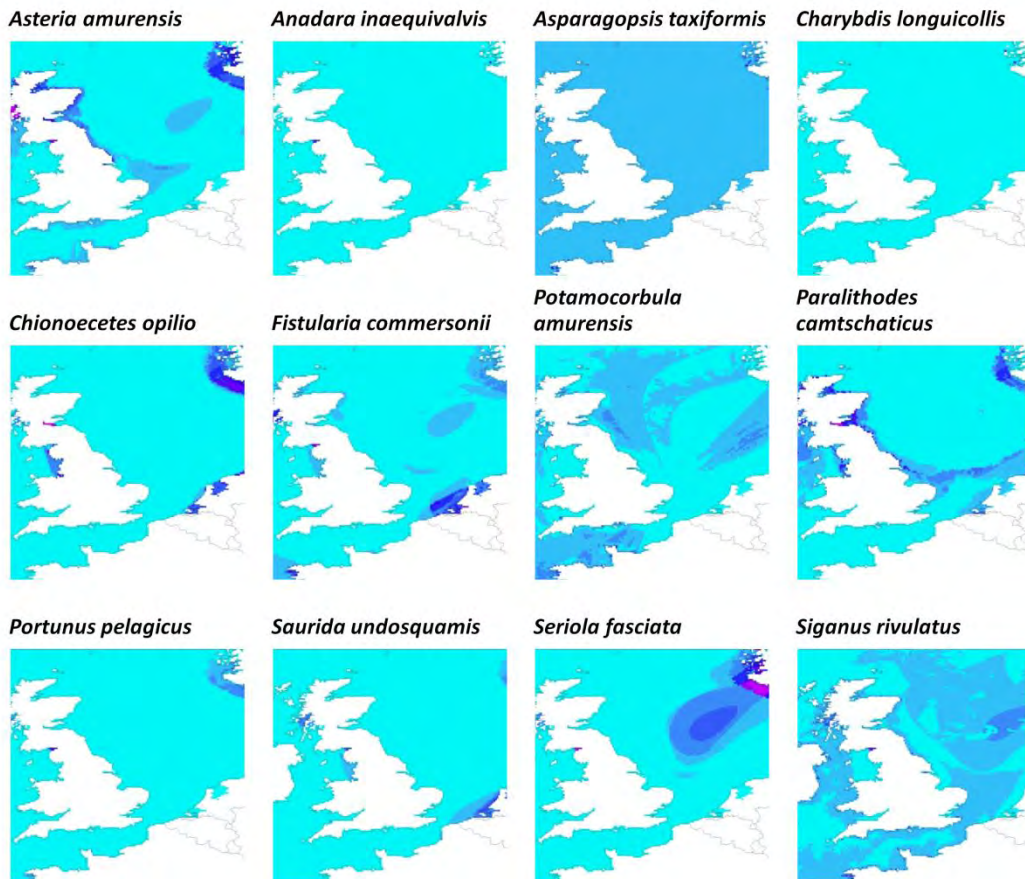 Asteria amurensis
Anadara inaequivalvis
Asparagopsis taxiformis
Charybdis longuicollis
Chionoecetes opilio
Fistularia commersonii
Potamocorbula
amurensis
Paralithodes
camtschaticus
Portunus pelagicus
Saurida undosquamis
Seriola fasciata
Siganus rivulatus